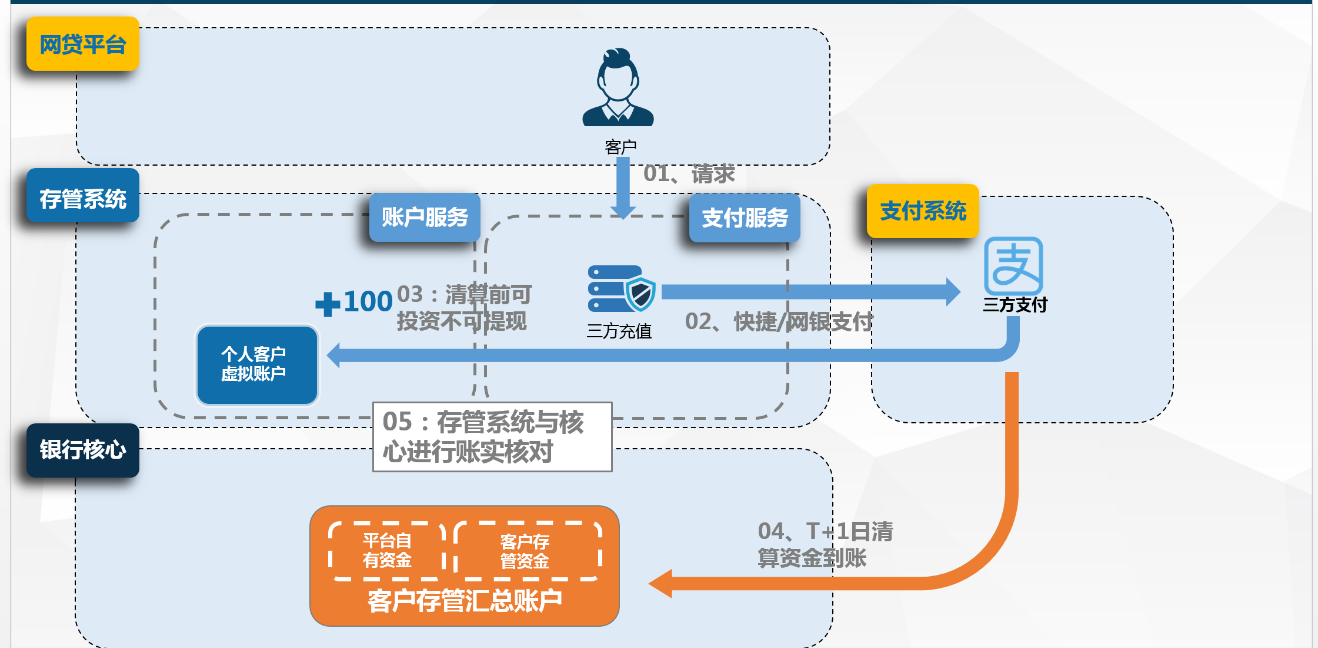 网贷平台
客户
01、请求
存管系统
账户服务
支付服务
支付系统
支
三方支付
+100
03：清算前可
投资不可提现
三方充值
02、快捷/网银支付
个人客户
虚拟账户
05：存管系统与核
心进行账实核对
银行核心
平台自
有资金
客户存
管资金
客户存管汇总账户
04、T+1日清
算资金到账